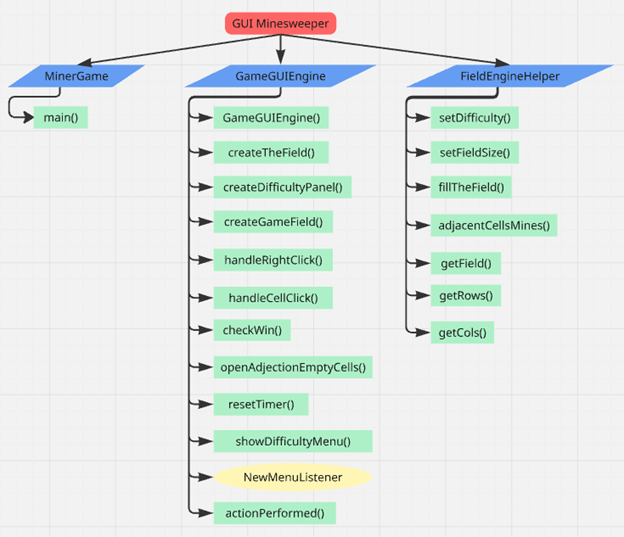 GUI Minesweeper
MinerGame
GameGUIEngine
FieldEngineHelper
main()
GameGUIEngine()
createTheField()
createDifficultyPanel()
createGameField()
handleRightClick()
handleCellClick()
checkWin()
openAdjectionEmptyCells()
resetTimer()
showDifficultyMenu()
NewMenuListener
actionPerformed()
setDifficulty()
setFieldSize()
fillTheField()
adjacentCellsMines()
getField()
getRows()
getCols()